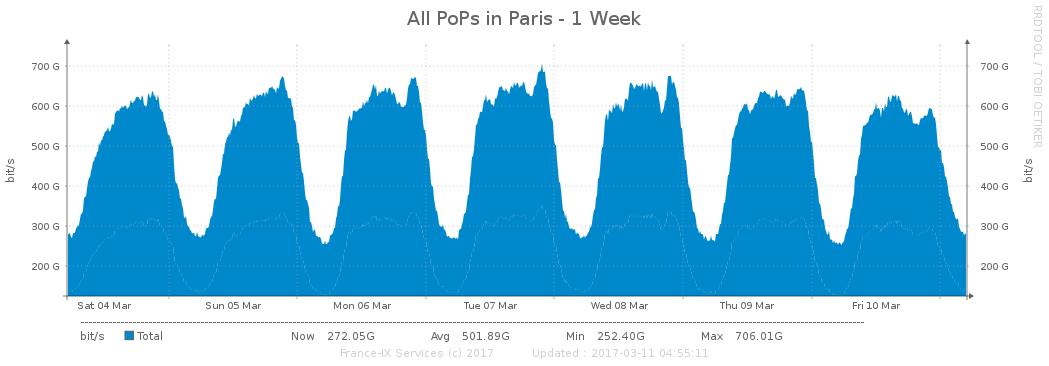 All PoPs in Paris - 1 Week
RRDTOOL / TOBI OETIKER
bit/s
bit/s
700 G
700 G
600 G
600 G
500 G
500 G
400 G
400 G
300 G
300 G
200 G
200 G
Sat 04 Mar Sun 05 Mar Mon 06 Mar Tue 07 Mar Wed 08 Mar Thu 09 Mar Fri 10 Mar
bit/s Total Now 272.05G Avg 501.89G Min 252.40G Max 706.01G
France-IX Services (c) 2017 Updated : 2017-03-11 04:55:11